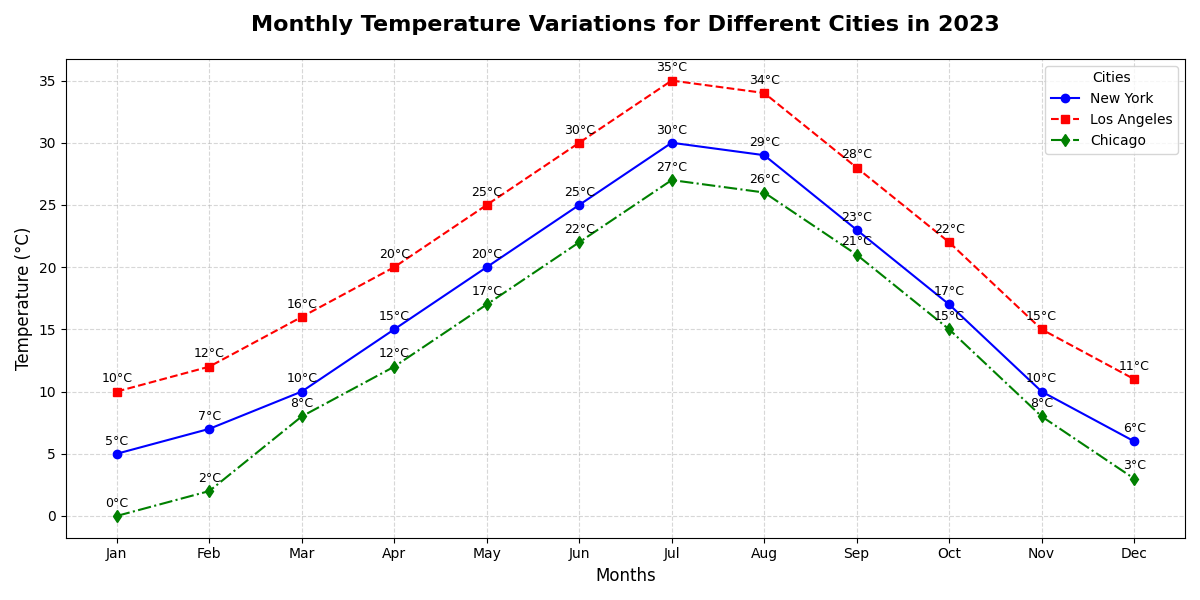 Monthly Temperature Variations for Different Cities in 2023
Temperature (°C)
35
30
25
20
15
10
5
0
Cities
New York
Los Angeles
Chicago
10°C
12°C
16°C
20°C
25°C
30°C
35°C
34°C
28°C
22°C
15°C
11°C
5°C
7°C
10°C
15°C
20°C
25°C
30°C
29°C
23°C
17°C
10°C
6°C
0°C
2°C
8°C
12°C
17°C
22°C
27°C
26°C
21°C
15°C
8°C
3°C
Jan Feb Mar Apr May Jun Jul Aug Sep Oct Nov Dec
Months